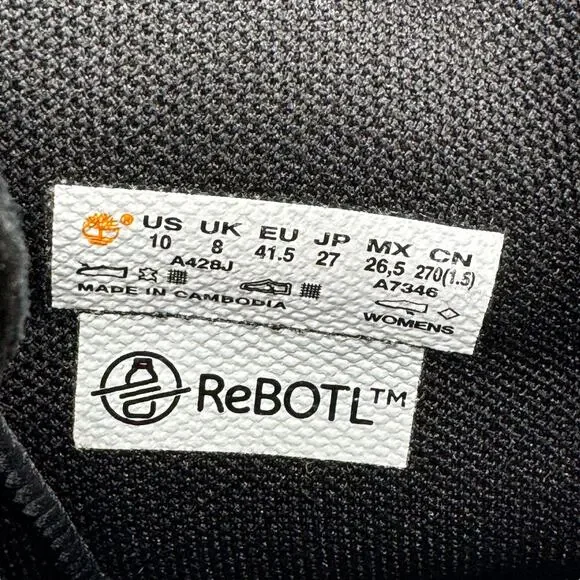 ® US UK EU JP MX CN
10 8 41.5 27 26,5 270(1.5)
A428J A7346
MADE IN CAMBODIA WOMENS
ReBOTL™